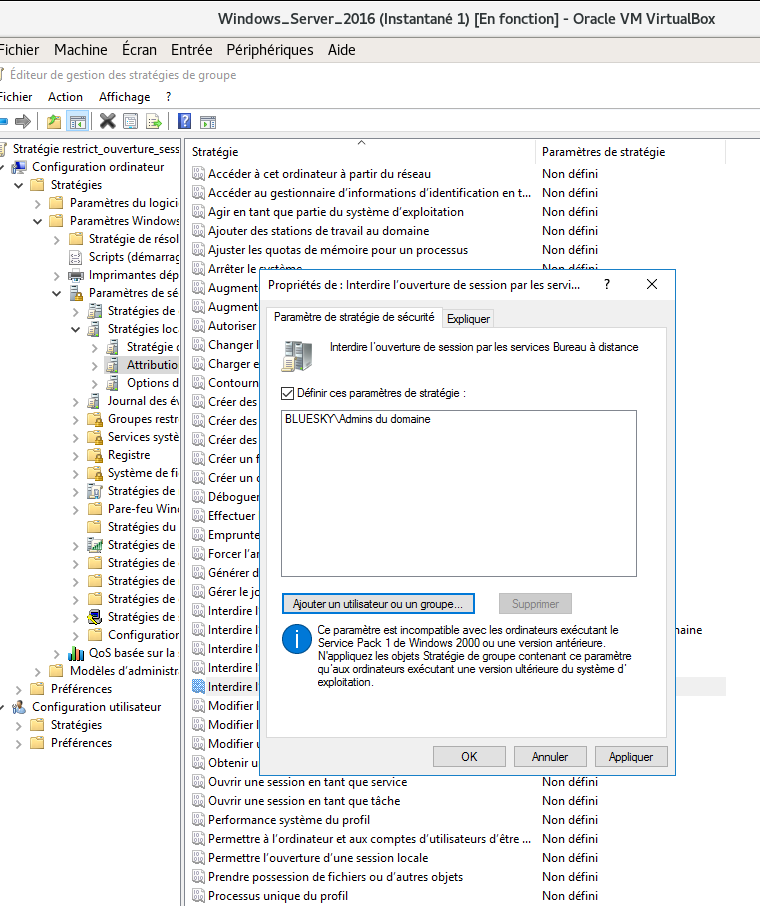 Windows_Server_2016 (Instantané 1) [En fonction] - Oracle VM VirtualBox
Fichier Machine Écran Entrée Périphériques Aide
Éditeur de gestion des stratégies de groupe
Fichier Action Affichage ?
Stratégie restrict_ouverture_sess
Configuration ordinateur
Stratégies
Paramètres du logici
Paramètres Windows
Stratégie de résol
Scripts (démarrag
Imprimantes dép
Paramètres de sé
Stratégies de
Stratégies loca
Stratégie d
Attributio
Options d
Journal des év
Groupes restr
Services systè
Registre
Système de fi
Stratégies de
Pare-feu Wind
Stratégies du
Stratégies de
Stratégies de
Stratégies de
Stratégies de
Stratégies de s
Configuration
QoS basée sur la
Modèles d'administr
Préférences
Configuration utilisateur
Stratégies
Préférences
Stratégie Paramètres de stratégie
Accéder à cet ordinateur à partir du réseau Non défini
Accéder au gestionnaire d'informations d'identification en t... Non défini
Agir en tant que partie du système d'exploitation Non défini
Ajouter des stations de travail au domaine Non défini
Ajuster les quotas de mémoire pour un processus Non défini
Arrêter le système Non défini
Augment
Augment
Autoriser
Changer l
Charger e
Contourn
Créer des
Créer des
Créer des
Créer un f
Créer un o
Déboguer
Effectuer
Emprunte
Forcer l'ar
Générer d
Gérer le jo
Interdire l
Interdire l maine
Interdire l
Interdire l
Interdire l'
Modifier l
Modifier l
Modifier u
Obtenir u
Ouvrir une session en tant que service Non défini
Ouvrir une session en tant que tâche Non défini
Performance système du profil Non défini
Permettre à l'ordinateur et aux comptes d'utilisateurs d'être ... Non défini
Permettre l'ouverture d'une session locale Non défini
Prendre possession de fichiers ou d'autres objets Non défini
Processus unique du profil Non défini
Propriétés de : Interdire l'ouverture de session par les servi... ?
Paramètre de stratégie de sécurité Expliquer
Interdire l'ouverture de session par les services Bureau à distance
Définir ces paramètres de stratégie :
BLUESKY\Admins du domaine
Ajouter un utilisateur ou un groupe... Supprimer
Ce paramètre est incompatible avec les ordinateurs exécutant le
Service Pack 1 de Windows 2000 ou une version antérieure.
N'appliquez les objets Stratégie de groupe contenant ce paramètre
qu'aux ordinateurs exécutant une version ultérieure du système d'
exploitation.
OK Annuler Appliquer